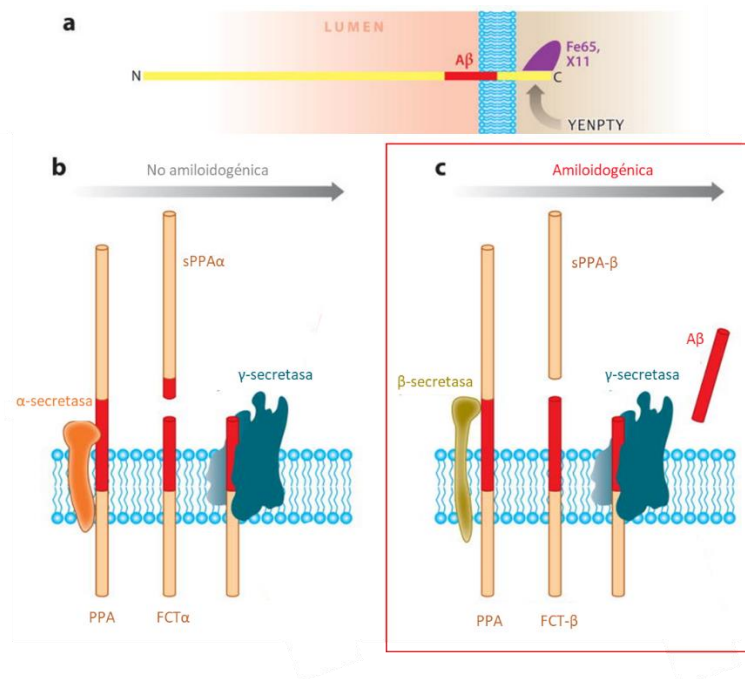 a
LUMEN
Aβ
Fe65,
X11
N
C
YENPTY
b
No amiloidogénica
sPPAα
γ-secretasa
α-secretasa
PPA
FCTα
c
Amiloidogénica
sPPA-β
Aβ
γ-secretasa
β-secretasa
PPA
FCT-β